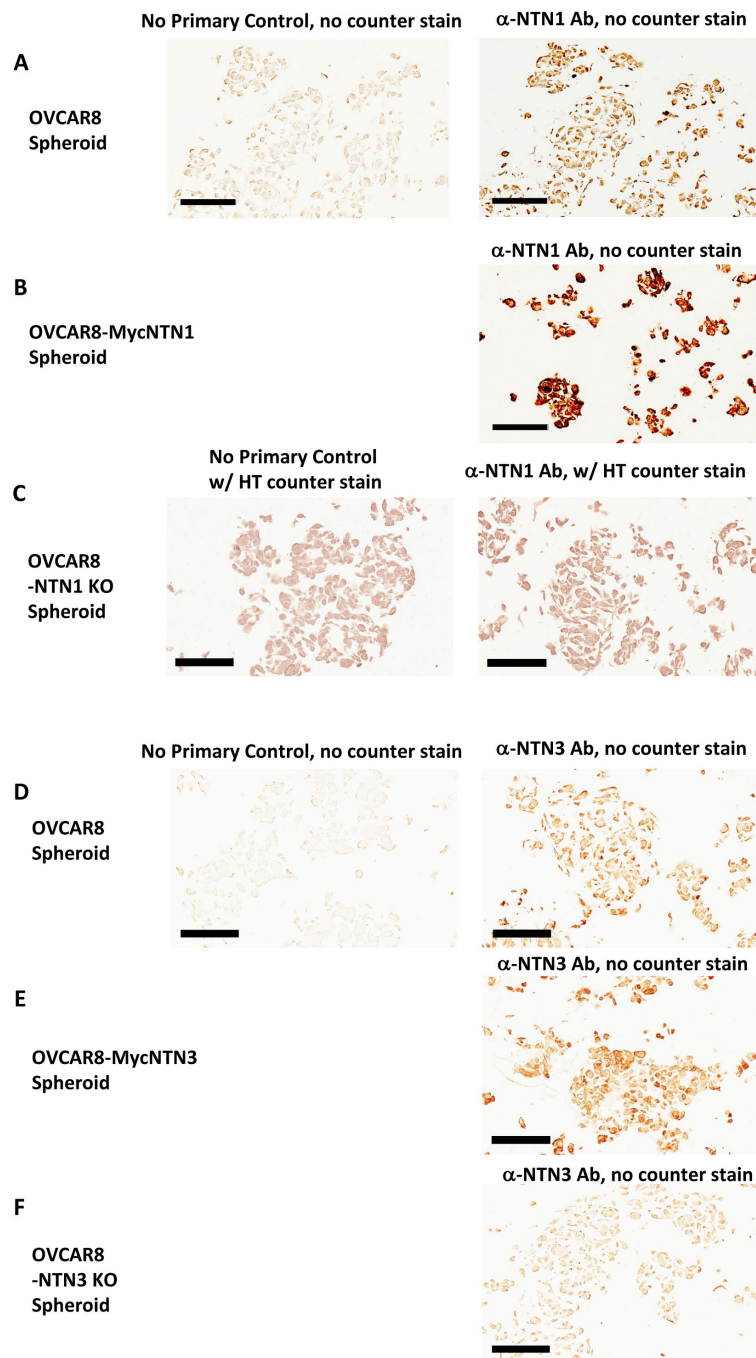 No Primary Control, no counter stain
α-NTN1 Ab, no counter stain
A
OVCAR8
Spheroid
α-NTN1 Ab, no counter stain
B
OVCAR8-MycNTN1
Spheroid
No Primary Control
w/ HT counter stain
α-NTN1 Ab, w/ HT counter stain
C
OVCAR8
-NTN1 KO
Spheroid
No Primary Control, no counter stain
α-NTN3 Ab, no counter stain
D
OVCAR8
Spheroid
α-NTN3 Ab, no counter stain
E
OVCAR8-MycNTN3
Spheroid
α-NTN3 Ab, no counter stain
F
OVCAR8
-NTN3 KO
Spheroid